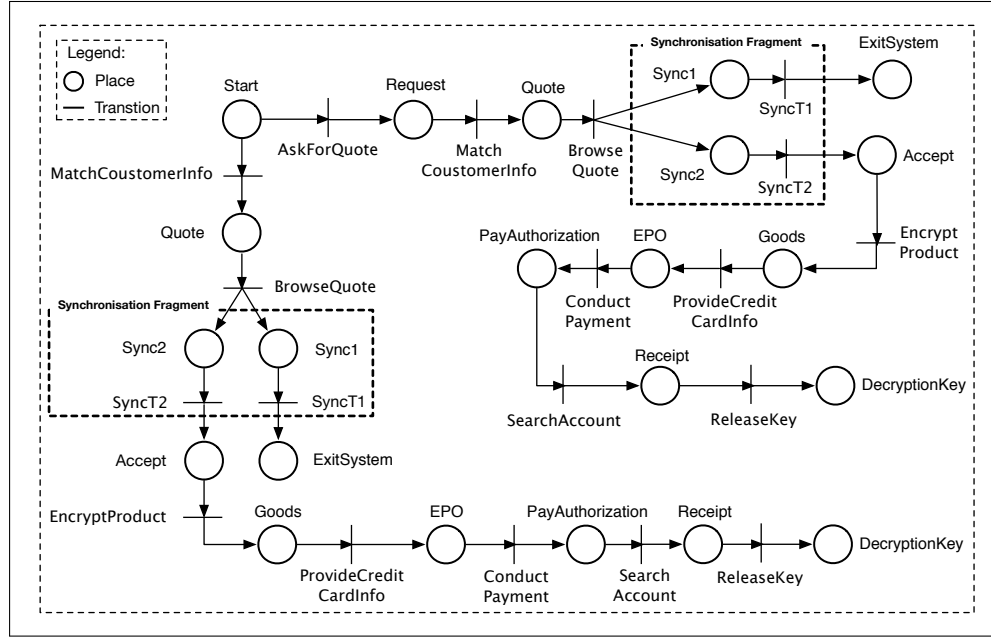 Legend:
Place
Transtion
Synchronisation Fragment
ExitSystem
Start
Request
Quote
Sync1
SyncT1
AskForQuote
Match
CoustomerInfo
Browse
Quote
Sync2
SyncT2
Accept
MatchCoustomerInfo
Quote
PayAuthorization
EPO
Goods
Encrypt
Product
BrowseQuote
Conduct
Payment
ProvideCredit
CardInfo
Synchronisation Fragment
Sync2
Sync1
Receipt
DecryptionKey
SyncT2
SyncT1
SearchAccount
ReleaseKey
Accept
ExitSystem
EncryptProduct
Goods
EPO
PayAuthorization
Receipt
DecryptionKey
ProvideCredit
CardInfo
Conduct
Payment
Search
Account
ReleaseKey